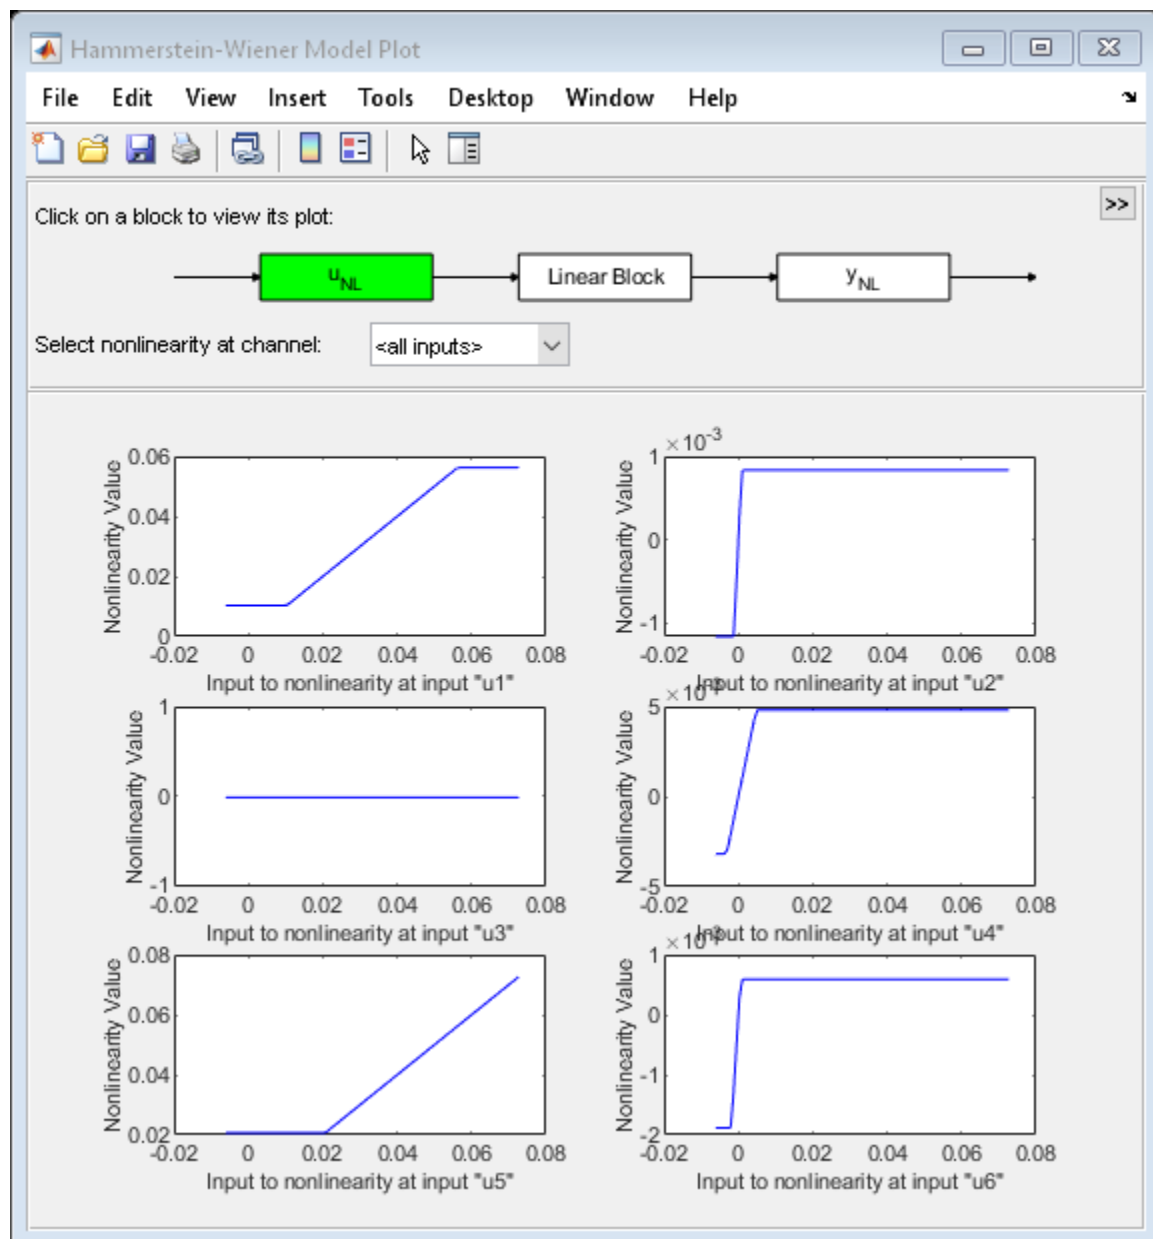 Hammerstein-Wiener Model Plot
File Edit View Insert Tools Desktop Window Help
>>
Click on a block to view its plot:
uNL Linear Block yNL
Select nonlinearity at channel: <all inputs>
0.06
0.04
0.02
0
Nonlinearity Value
-0.02 0 0.02 0.04 0.06 0.08
Input to nonlinearity at input "u1"
×10-3
1
0
-1
Nonlinearity Value
-0.02 0 0.02 0.04 0.06 0.08
Input to nonlinearity at input "u2"
1
0
-1
Nonlinearity Value
-0.02 0 0.02 0.04 0.06 0.08
Input to nonlinearity at input "u3"
×10
5
0
-5
Nonlinearity Value
-0.02 0 0.02 0.04 0.06 0.08
Input to nonlinearity at input "u4"
0.08
0.06
0.04
0.02
Nonlinearity Value
-0.02 0 0.02 0.04 0.06 0.08
Input to nonlinearity at input "u5"
×10
1
0
-1
-2
Nonlinearity Value
-0.02 0 0.02 0.04 0.06 0.08
Input to nonlinearity at input "u6"